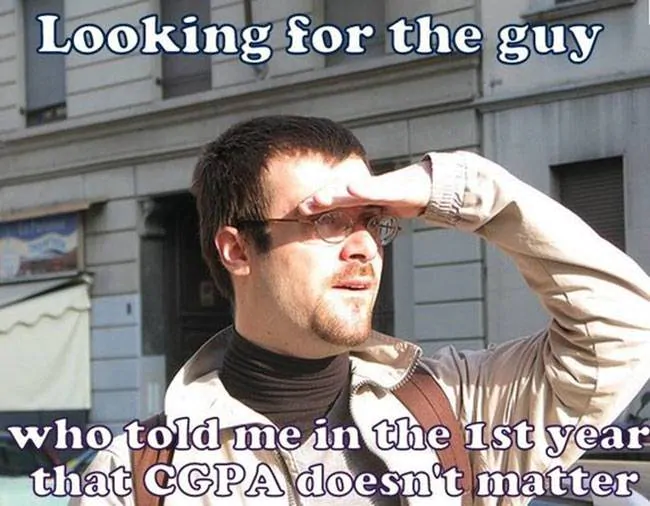 Looking for the guy
who told me in the 1st year
that CGPA doesn't matter